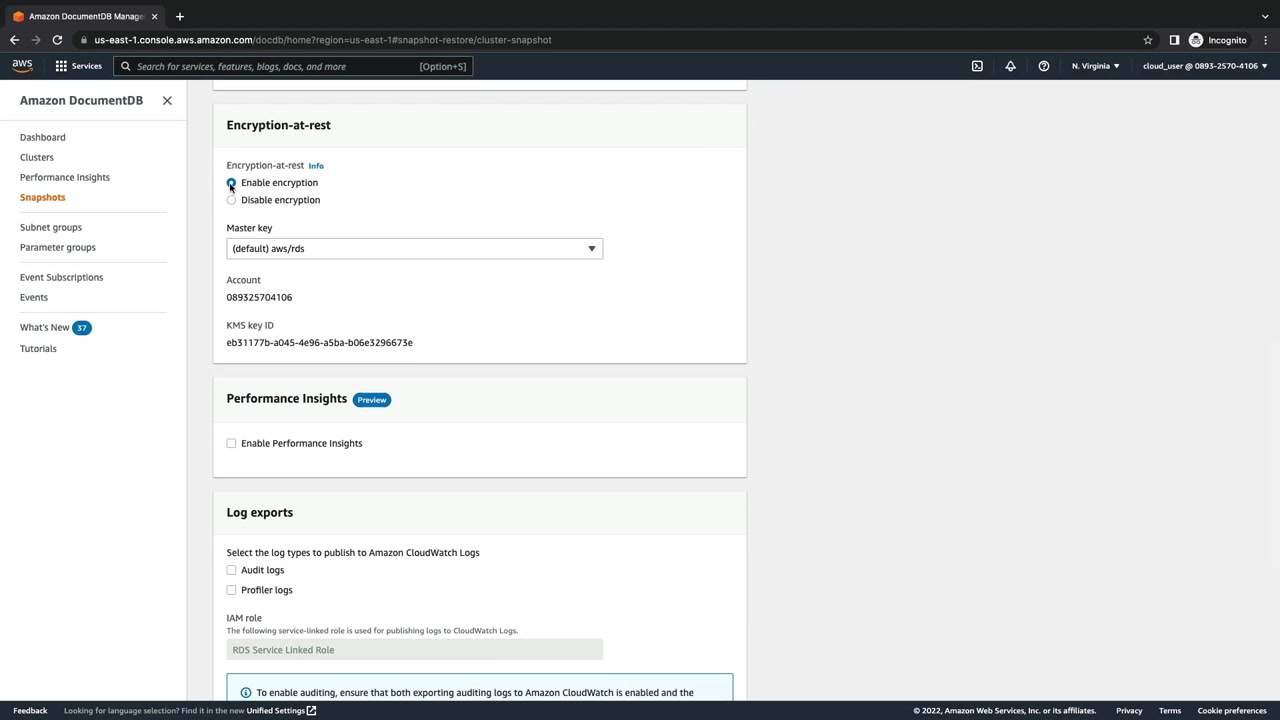 Amazon DocumentDB Manage
us-east-1.console.aws.amazon.com/docdb/home?region=us-east-1#snapshot-restore/cluster-snapshot
Incognito
aws
Services
Search for services, features, blogs, docs, and more
[Option+S]
N. Virginia
cloud_user @ 0893-2570-4106
Amazon DocumentDB
Dashboard
Clusters
Performance Insights
Snapshots
Subnet groups
Parameter groups
Event Subscriptions
Events
What's New 37
Tutorials
Encryption-at-rest
Encryption-at-rest Info
Enable encryption
Disable encryption
Master key
(default) aws/rds
Account
089325704106
KMS key ID
eb31177b-a045-4e96-a5ba-b06e3296673e
Performance Insights Preview
Enable Performance Insights
Log exports
Select the log types to publish to Amazon CloudWatch Logs
Audit logs
Profiler logs
IAM role
The following service-linked role is used for publishing logs to CloudWatch Logs.
RDS Service Linked Role
To enable auditing, ensure that both exporting auditing logs to Amazon CloudWatch is enabled and the
Feedback
Looking for language selection? Find it in the new Unified Settings
© 2022, Amazon Web Services, Inc. or its affiliates.
Privacy
Terms
Cookie preferences